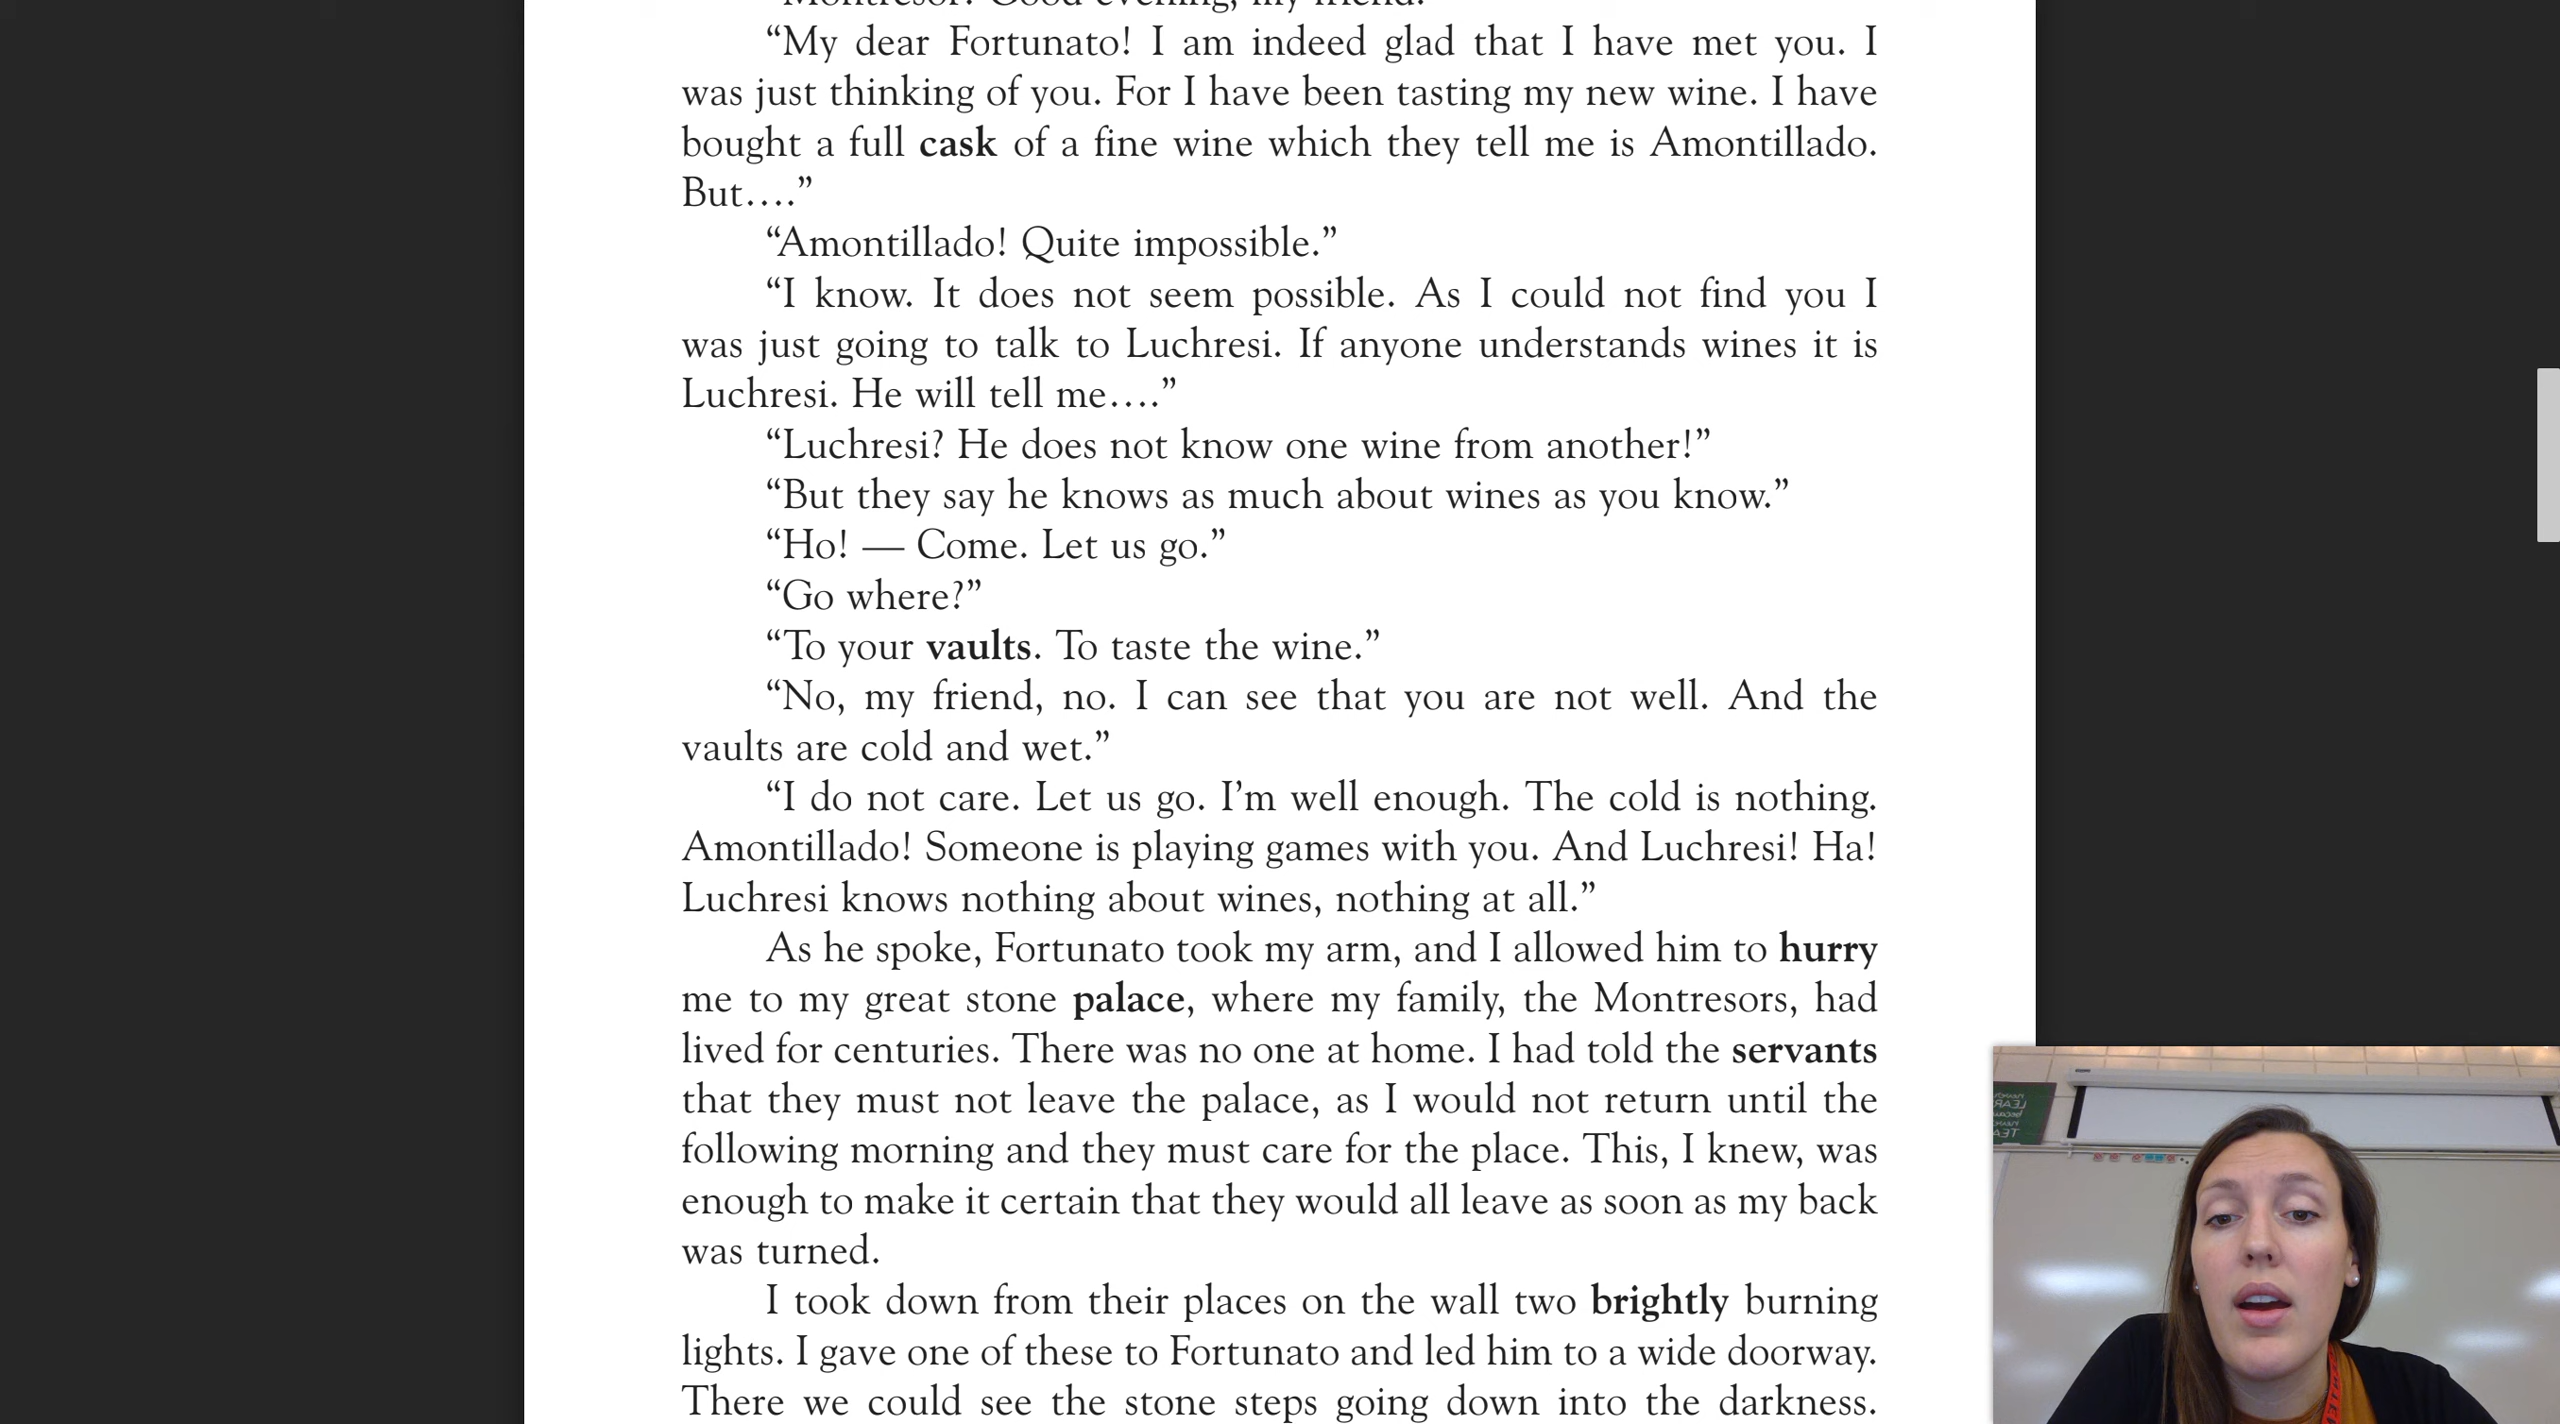 “Montresor! Good evening, my friend.”
“My dear Fortunato! I am indeed glad that I have met you. I
was just thinking of you. For I have been tasting my new wine. I have
bought a full cask of a fine wine which they tell me is Amontillado.
But….”
“Amontillado! Quite impossible.”
“I know. It does not seem possible. As I could not find you I
was just going to talk to Luchresi. If anyone understands wines it is
Luchresi. He will tell me….”
“Luchresi? He does not know one wine from another!”
“But they say he knows as much about wines as you know.”
“Ho! — Come. Let us go.”
“Go where?”
“To your vaults. To taste the wine.”
“No, my friend, no. I can see that you are not well. And the
vaults are cold and wet.”
“I do not care. Let us go. I’m well enough. The cold is nothing.
Amontillado! Someone is playing games with you. And Luchresi! Ha!
Luchresi knows nothing about wines, nothing at all.”
As he spoke, Fortunato took my arm, and I allowed him to hurry
me to my great stone palace, where my family, the Montresors, had
lived for centuries. There was no one at home. I had told the servants
that they must not leave the palace, as I would not return until the
following morning and they must care for the place. This, I knew, was
enough to make it certain that they would all leave as soon as my back
was turned.
I took down from their places on the wall two brightly burning
lights. I gave one of these to Fortunato and led him to a wide doorway.
There we could see the stone steps going down into the darkness.